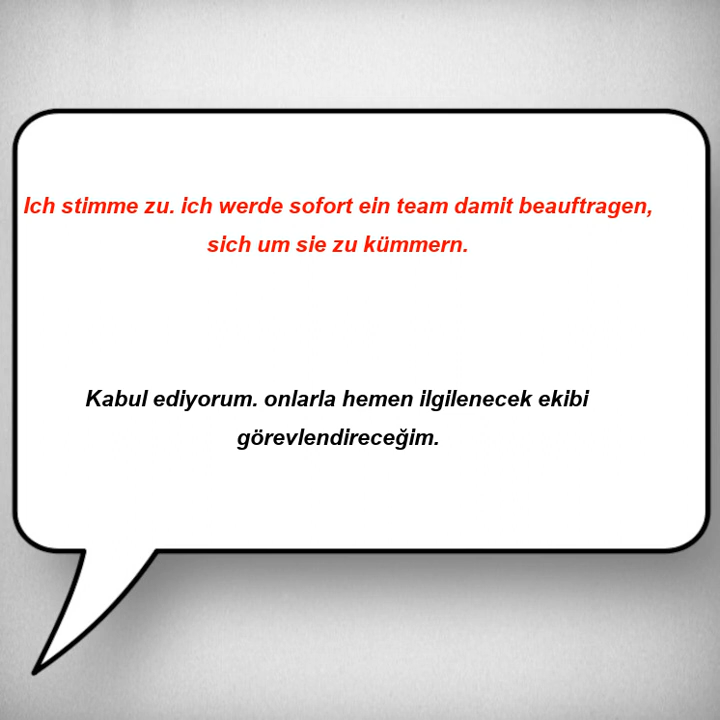 Ich stimme zu. ich werde sofort ein team damit beauftragen,
sich um sie zu kümmern.
Kabul ediyorum. onlarla hemen ilgilenecek ekibi
görevlendireceğim.